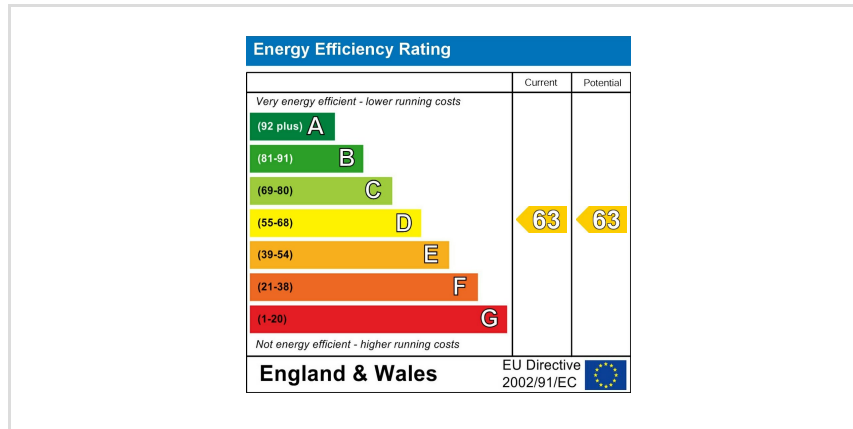 Energy Efficiency Rating
Current Potential
Very energy efficient - lower running costs
(92 plus) A
(81-91) B
(69-80) C
(55-68) D 63 63
(39-54) E
(21-38) F
(1-20) G
Not energy efficient - higher running costs
England & Wales
EU Directive
2002/91/EC